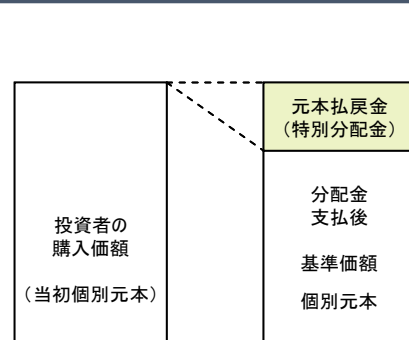 元本払戻金
(特別分配金)
分配金
支払後
基準価額
個別元本
投資者の
購入価額
(当初個別元本)